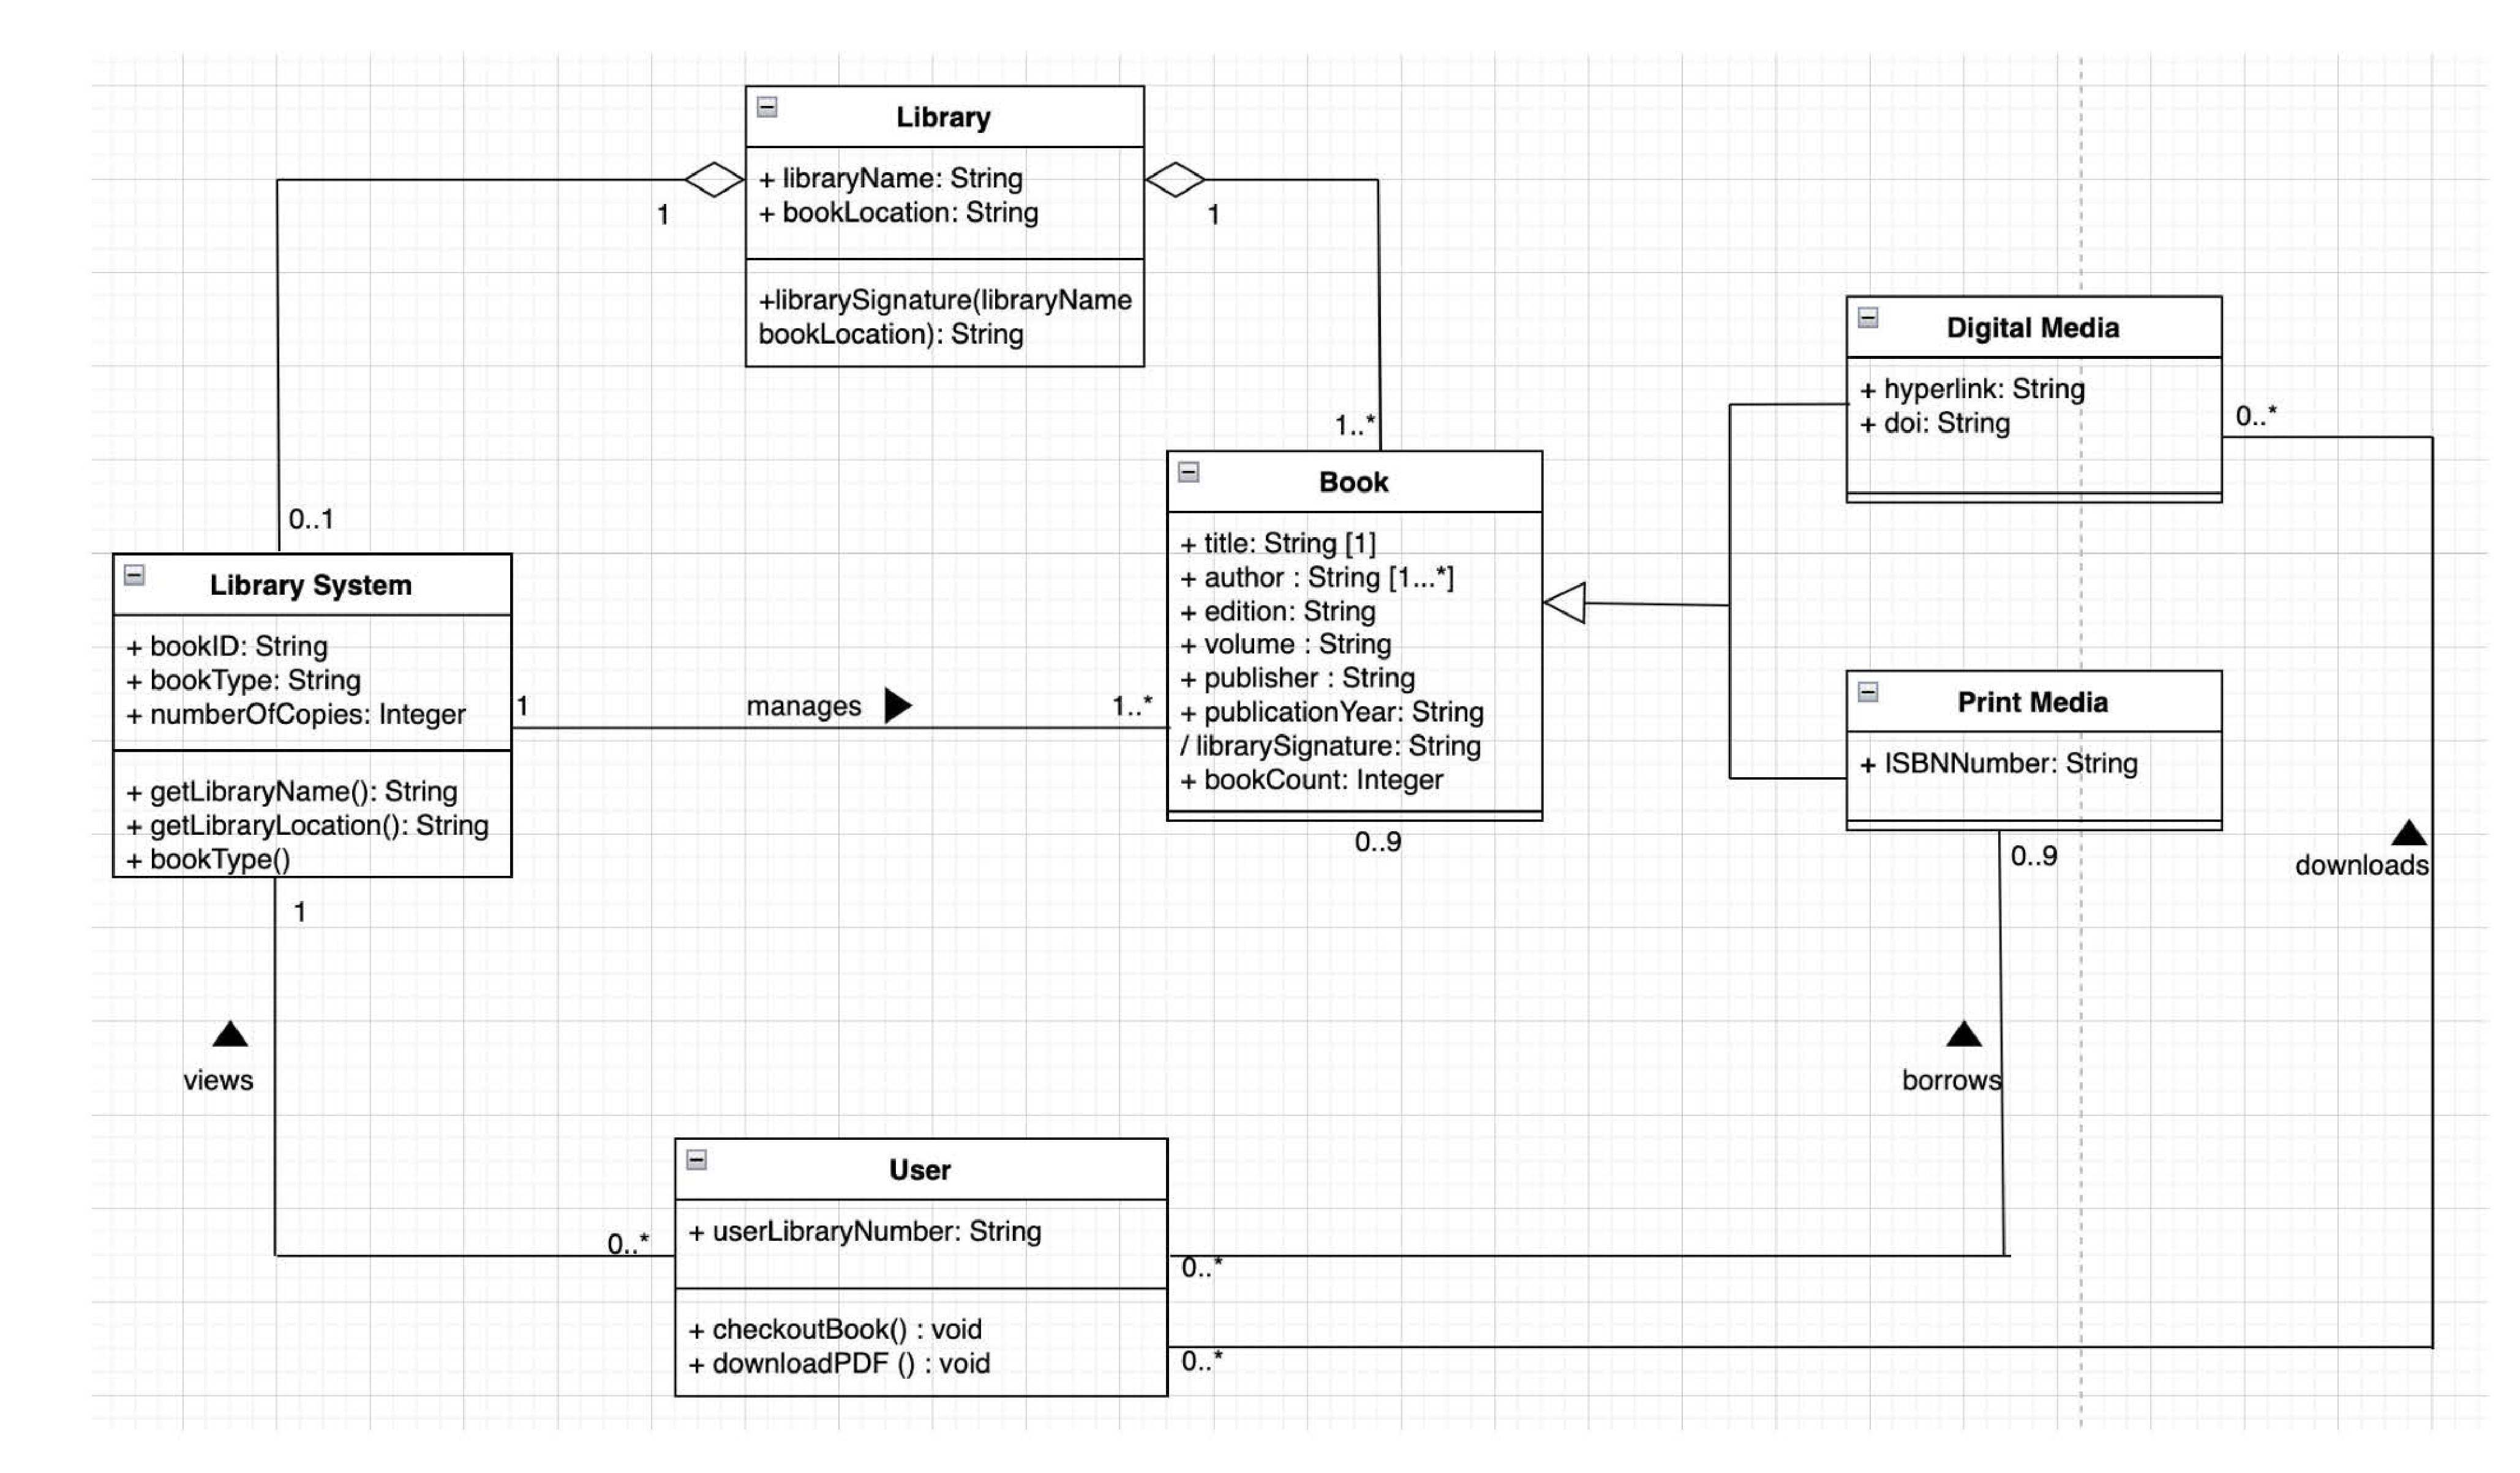 Library
+ libraryName: String
+ bookLocation: String
+librarySignature(libraryName
bookLocation): String
1
1
1..*
0..1
Digital Media
+ hyperlink: String
+ doi: String
0..*
Book
+ title: String [1]
+ author : String [1...*]
+ edition: String
+ volume : String
+ publisher : String
+ publicationYear: String
/ librarySignature: String
+ bookCount: Integer
0..9
Library System
+ bookID: String
+ bookType: String
+ numberOfCopies: Integer
+ getLibraryName(): String
+ getLibraryLocation(): String
+ bookType()
1
manages
1..*
Print Media
+ ISBNNumber: String
0..9
downloads
1
views
borrows
User
+ userLibraryNumber: String
+ checkoutBook() : void
+ downloadPDF () : void
0..*
0..*
0..*